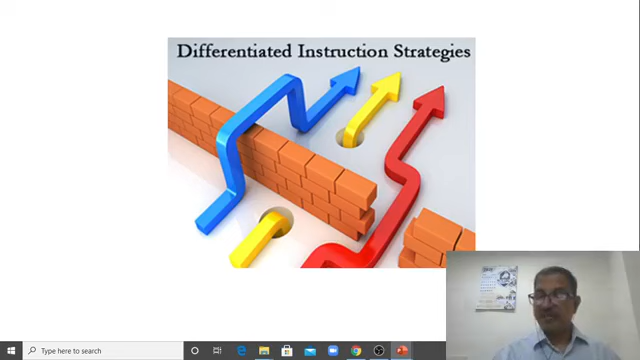 Differentiated Instruction Strategies
Type here to search